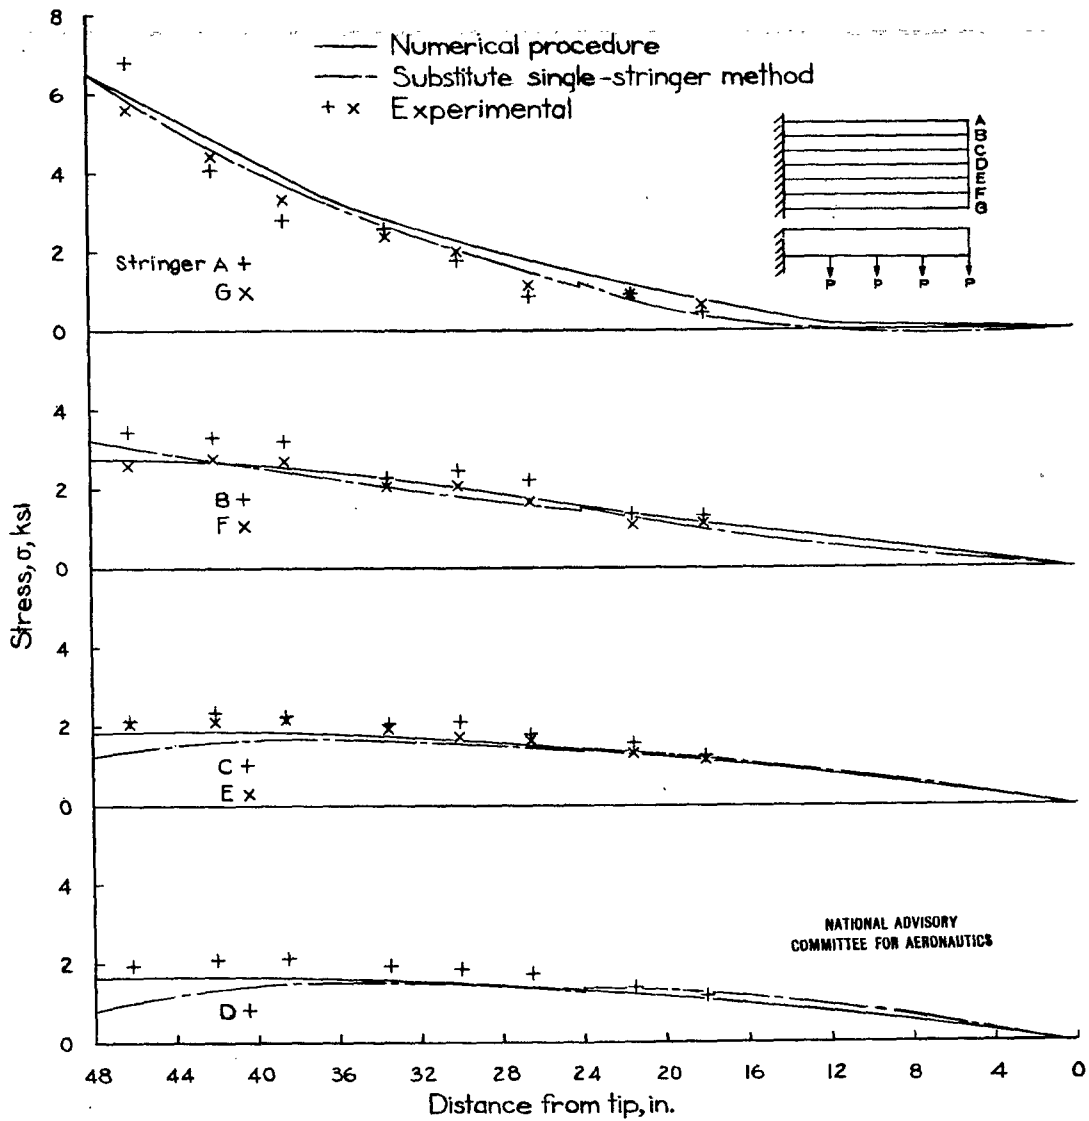 8
Numerical procedure
Substitute single-stringer method
+ × Experimental
6
A
B
C
D
E
F
G
4
2
Stringer A +
G ×
P P P P
0
4
2
B +
F ×
0
Stress, σ, ksi
4
2
C +
E ×
0
4
NATIONAL ADVISORY
COMMITTEE FOR AERONAUTICS
2
D +
0
48 44 40 36 32 28 24 20 16 12 8 4 0
Distance from tip, in.